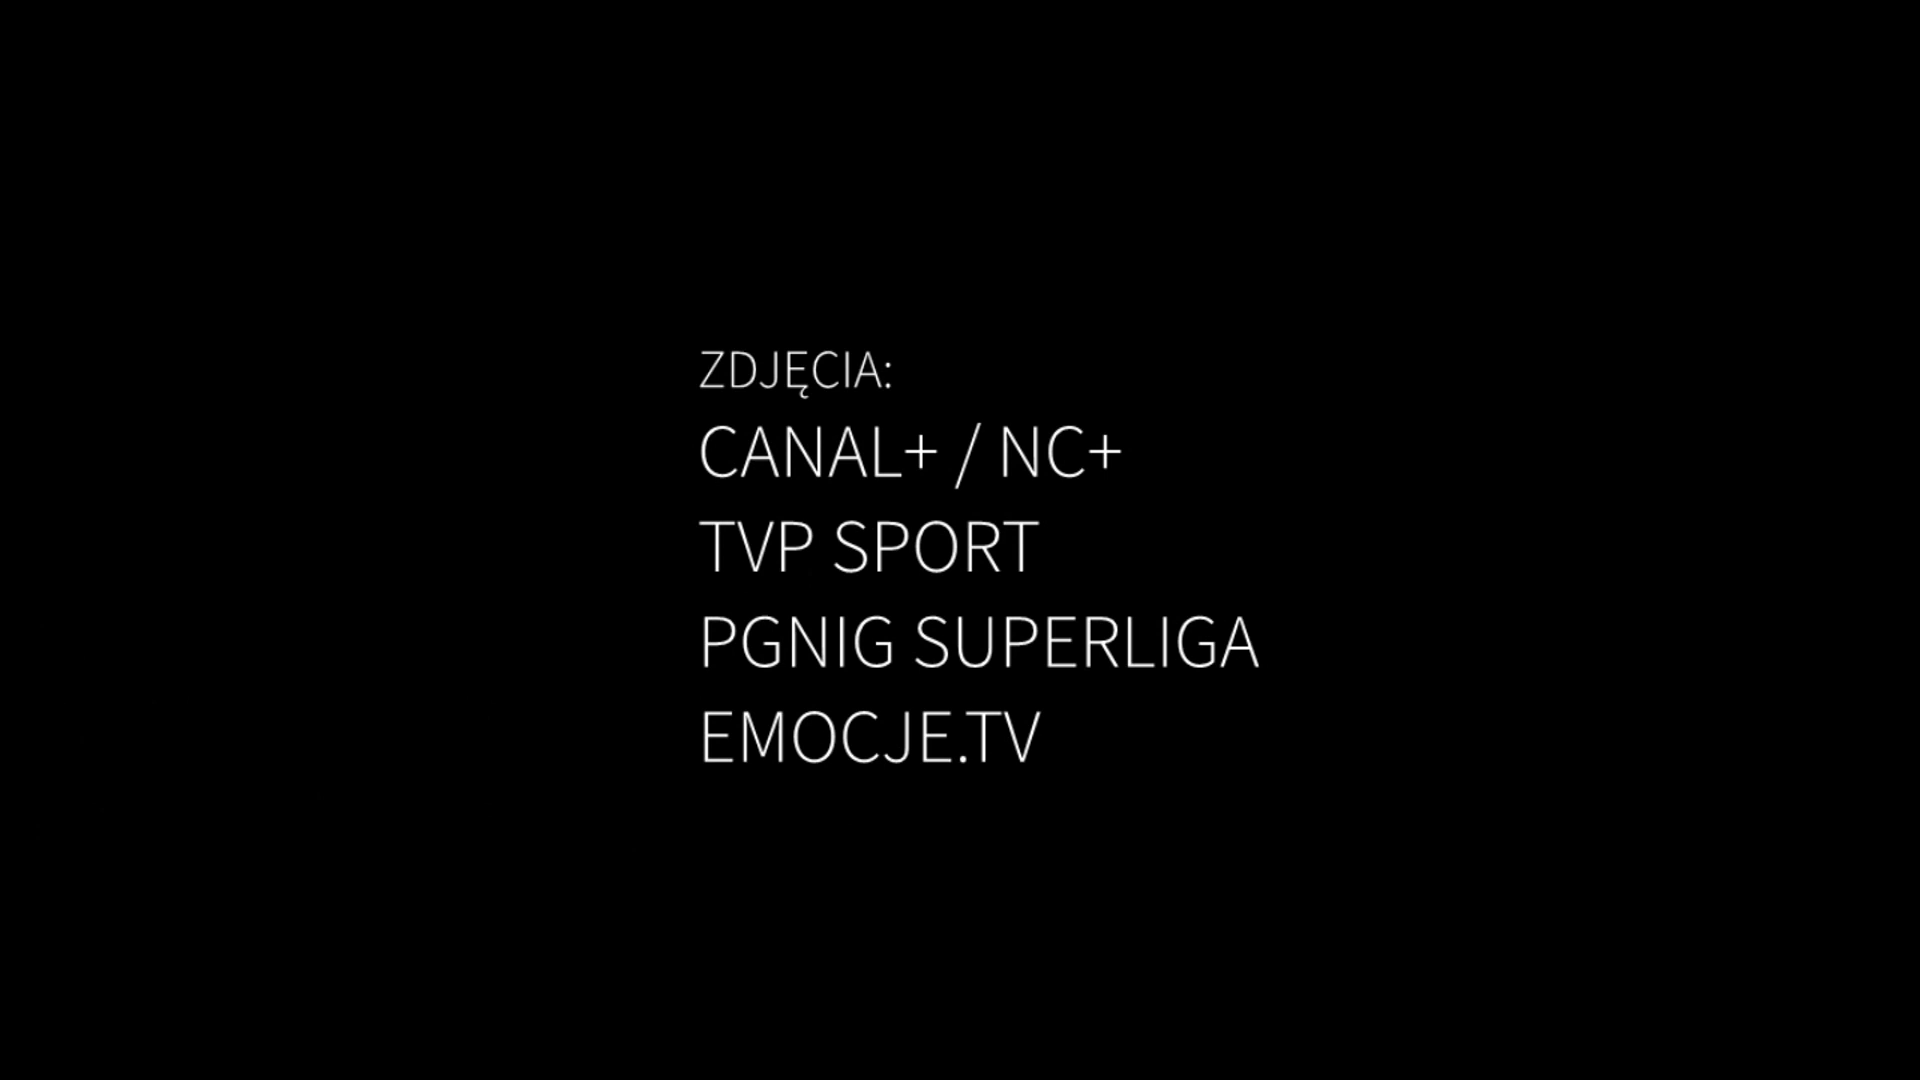 ZDJĘCIA:
CANAL+ / NC+
TVP SPORT
PGNIG SUPERLIGA
EMOCJE.TV